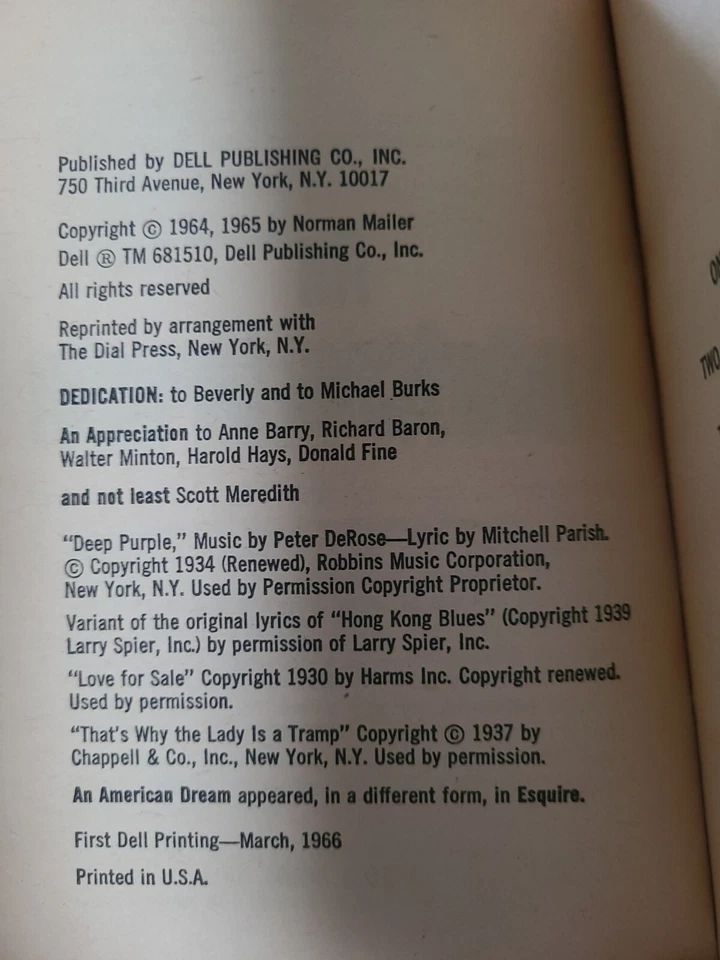 Published by DELL PUBLISHING CO., INC.
750 Third Avenue, New York, N.Y. 10017
Copyright © 1964, 1965 by Norman Mailer
Dell ® TM 681510, Dell Publishing Co., Inc.
All rights reserved
Reprinted by arrangement with
The Dial Press, New York, N.Y.
DEDICATION: to Beverly and to Michael Burks
An Appreciation to Anne Barry, Richard Baron,
Walter Minton, Harold Hays, Donald Fine
and not least Scott Meredith
“Deep Purple,” Music by Peter DeRose—Lyric by Mitchell Parish.
© Copyright 1934 (Renewed), Robbins Music Corporation,
New York, N.Y. Used by Permission Copyright Proprietor.
Variant of the original lyrics of “Hong Kong Blues” (Copyright 1939
Larry Spier, Inc.) by permission of Larry Spier, Inc.
“Love for Sale” Copyright 1930 by Harms Inc. Copyright renewed.
Used by permission.
“That's Why the Lady Is a Tramp” Copyright © 1937 by
Chappell & Co., Inc., New York, N.Y. Used by permission.
An American Dream appeared, in a different form, in Esquire.
First Dell Printing—March, 1966
Printed in U.S.A.
TWO